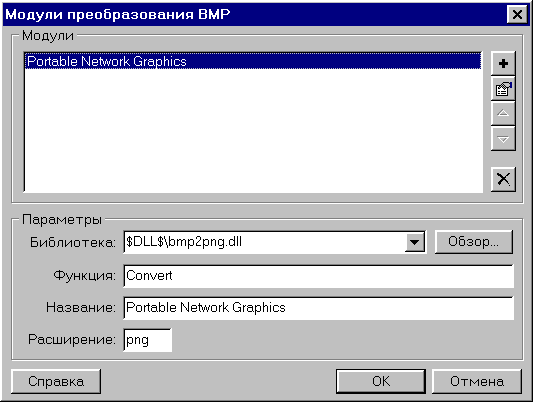 Модули преобразования BMP
Модули
Portable Network Graphics
Параметры
Библиотека: $DLL$\bmp2png.dll Обзор...
Функция: Convert
Название: Portable Network Graphics
Расширение: png
Справка OK Отмена